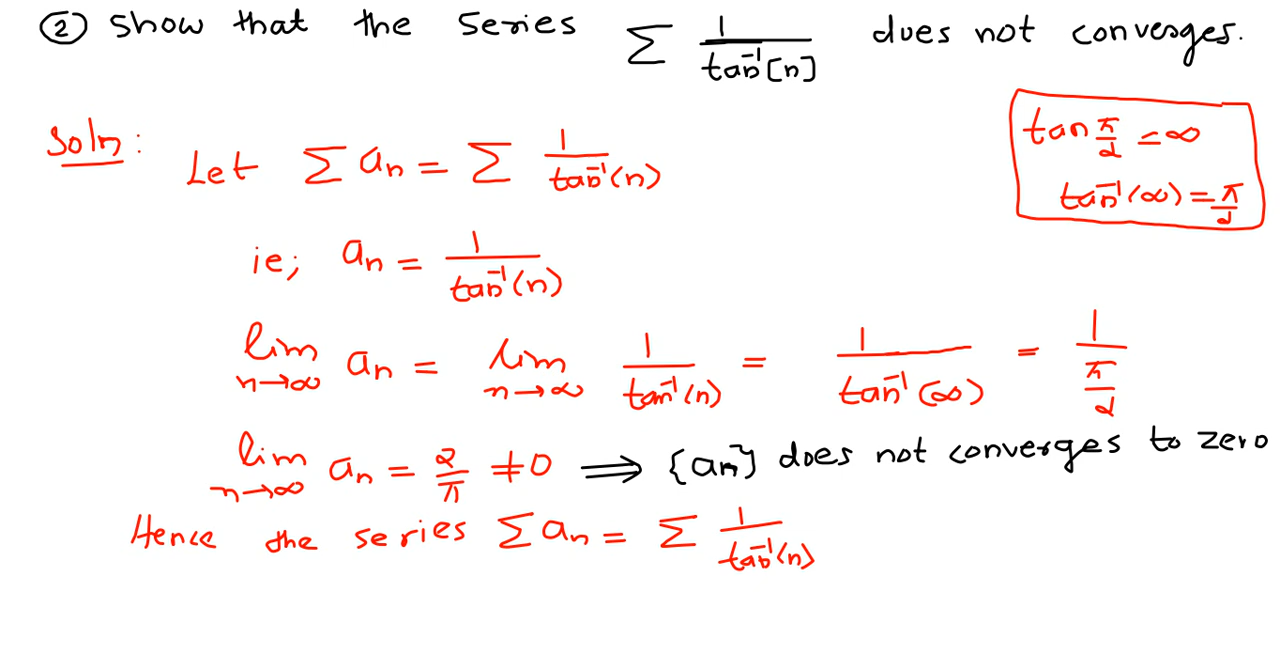 ② Show that the series ∑ 1/tan⁻¹[n] does not converges.
Soln: Let ∑ aₙ = ∑ 1/tan⁻¹(n)
tan π/2 = ∞
tan⁻¹(∞) = π/2
ie; aₙ = 1/tan⁻¹(n)
lim n→∞ aₙ = lim n→∞ 1/tan⁻¹(n) = 1/tan⁻¹(∞) = 1/(π/2)
lim n→∞ aₙ = 2/π ≠ 0 ⟹ {aₙ} does not converges to zero
Hence the series ∑ aₙ = ∑ 1/tan⁻¹(n)